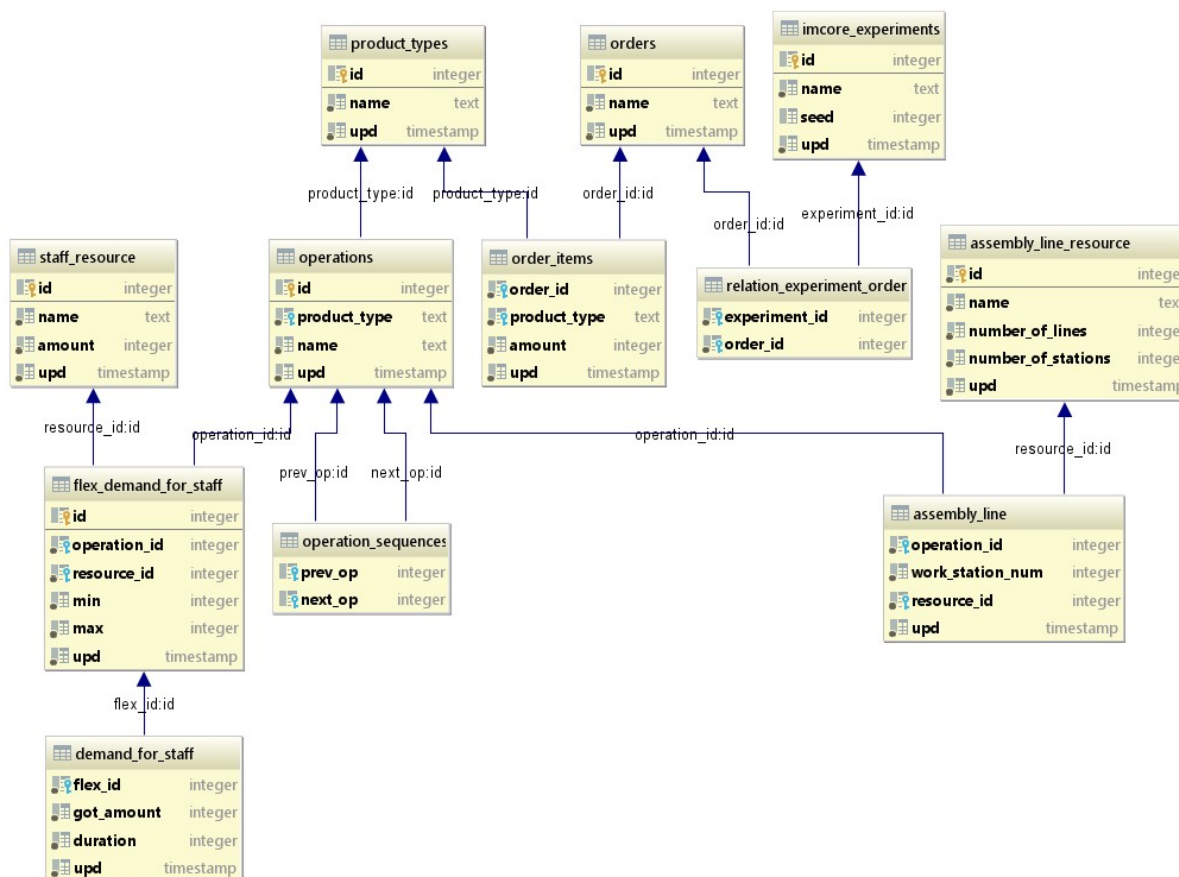 product_types
id integer
name text
upd timestamp
orders
id integer
name text
upd timestamp
imcore_experiments
id integer
name text
seed integer
upd timestamp
product_type:id
product_type:id
order_id:id
order_id:id
experiment_id:id
staff_resource
id integer
name text
amount integer
upd timestamp
operations
id integer
product_type text
name text
upd timestamp
order_items
order_id integer
product_type text
amount integer
upd timestamp
relation_experiment_order
experiment_id integer
order_id integer
assembly_line_resource
id integer
name text
number_of_lines integer
number_of_stations integer
upd timestamp
resource_id:id
operation_id:id
prev_op:id
next_op:id
operation_id:id
resource_id:id
flex_demand_for_staff
id integer
operation_id integer
resource_id integer
min integer
max integer
upd timestamp
operation_sequences
prev_op integer
next_op integer
assembly_line
operation_id integer
work_station_num integer
resource_id integer
upd timestamp
flex_id:id
demand_for_staff
flex_id integer
got_amount integer
duration integer
upd timestamp